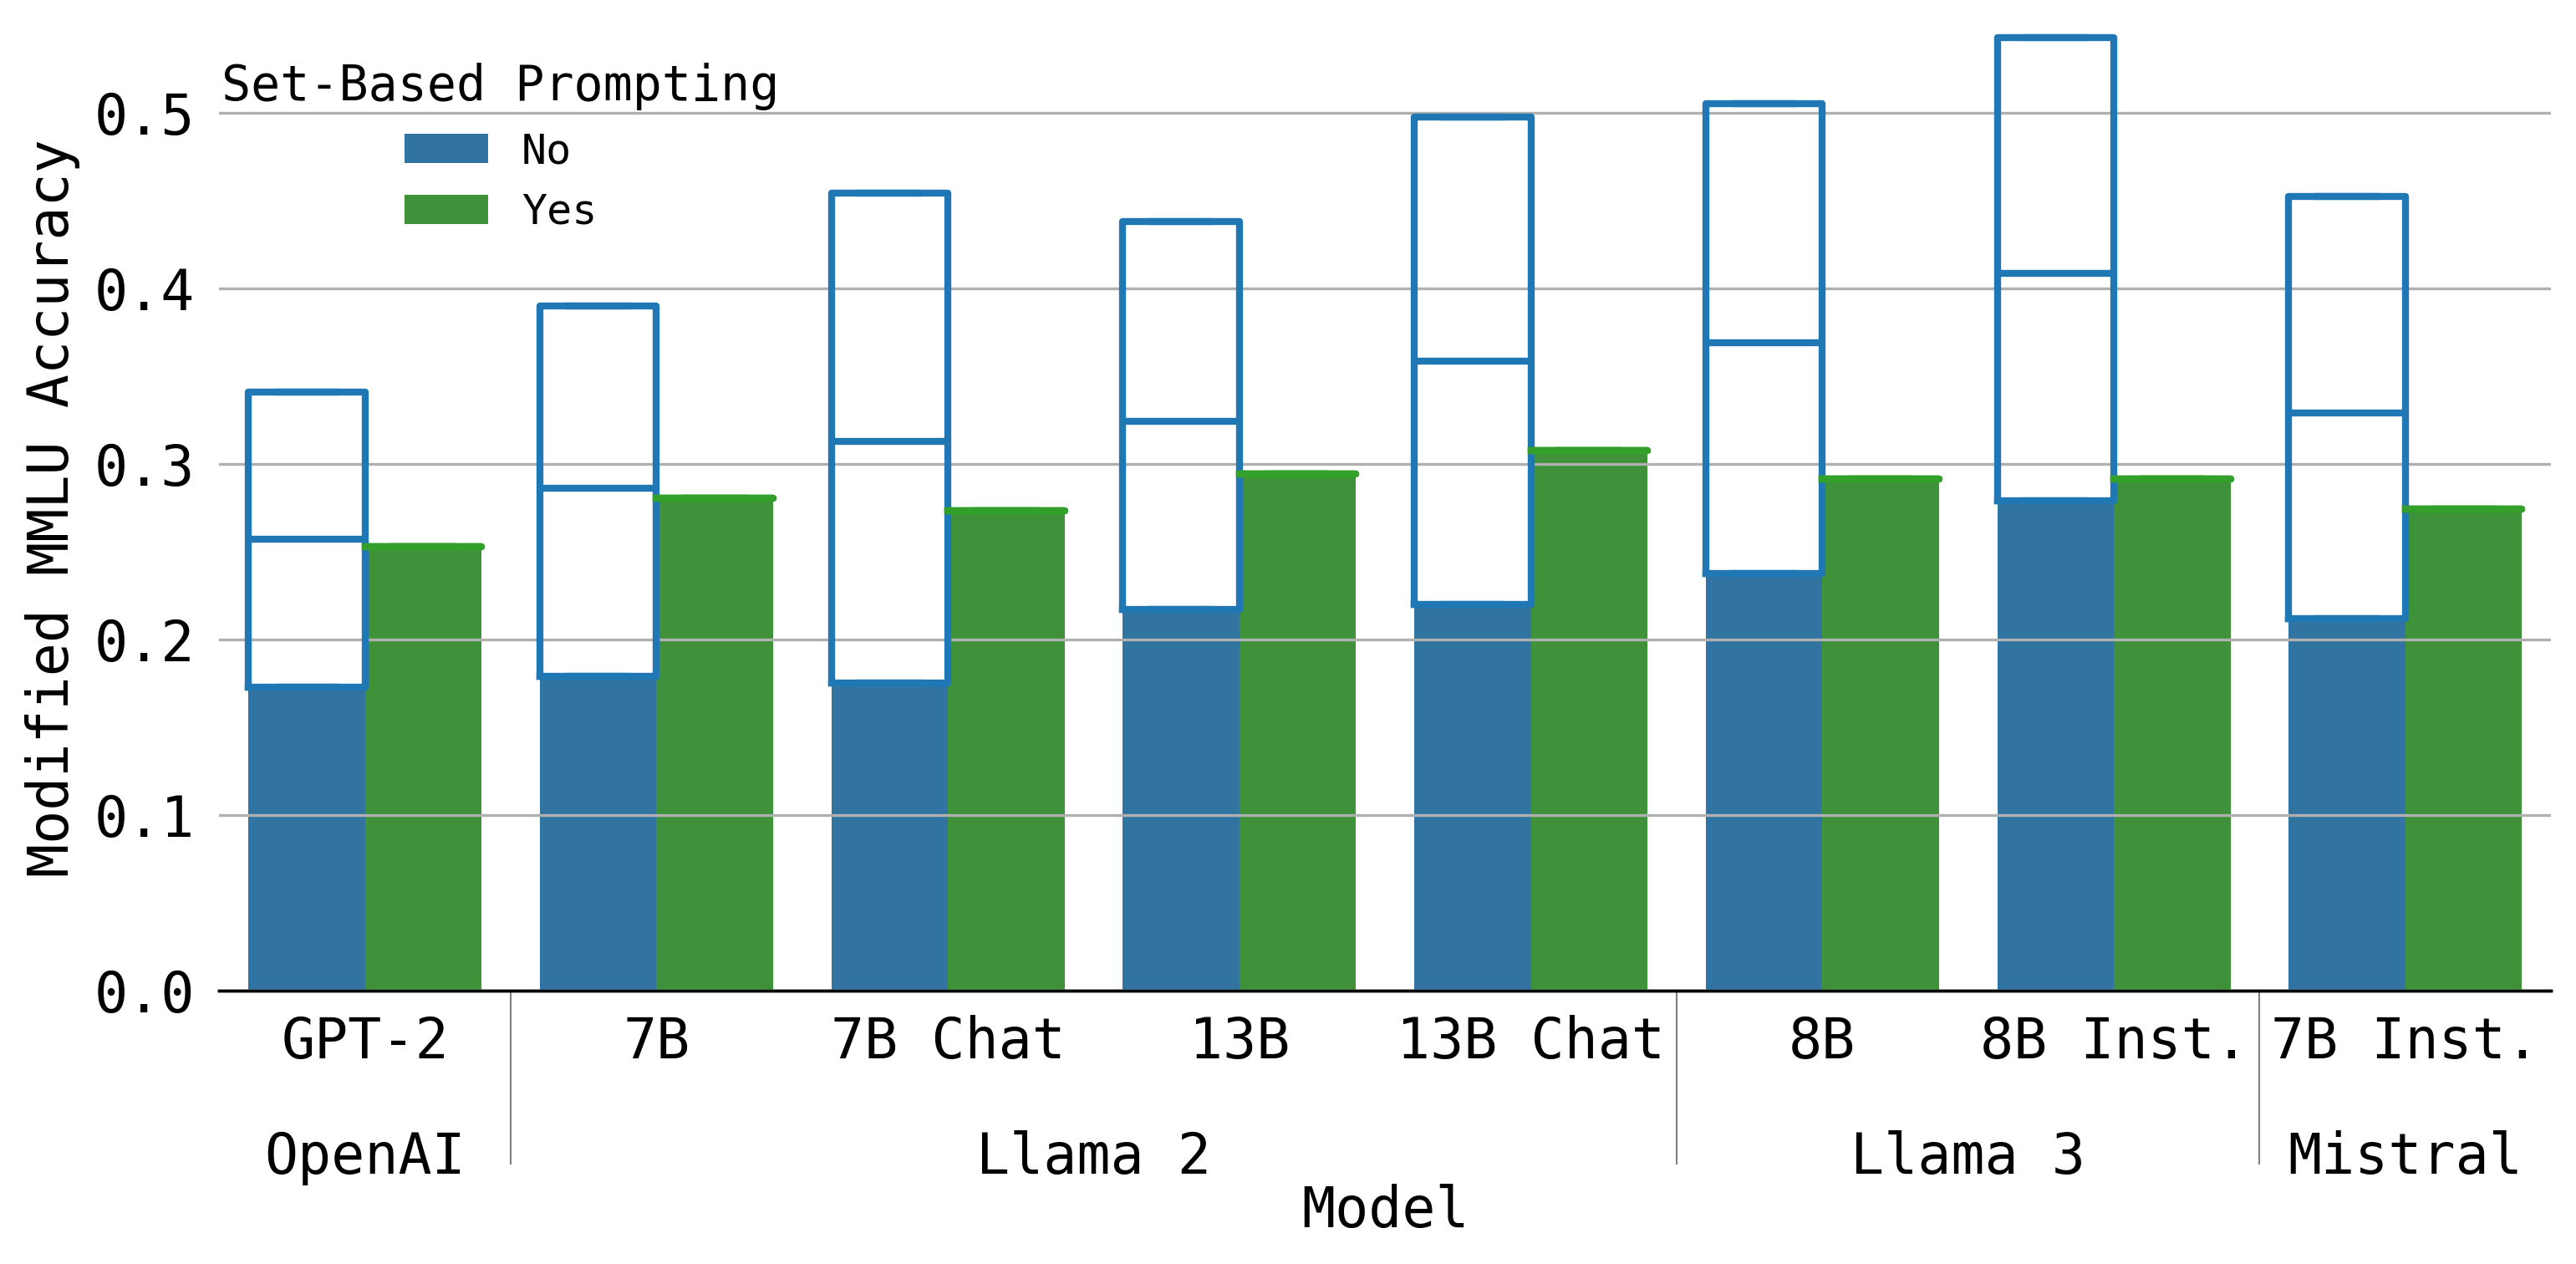 Set-Based Prompting
No
Yes
Modified MMLU Accuracy
0.5
0.4
0.3
0.2
0.1
0.0
GPT-2 7B 7B Chat 13B 13B Chat 8B 8B Inst. 7B Inst.
OpenAI Llama 2 Llama 3 Mistral
Model